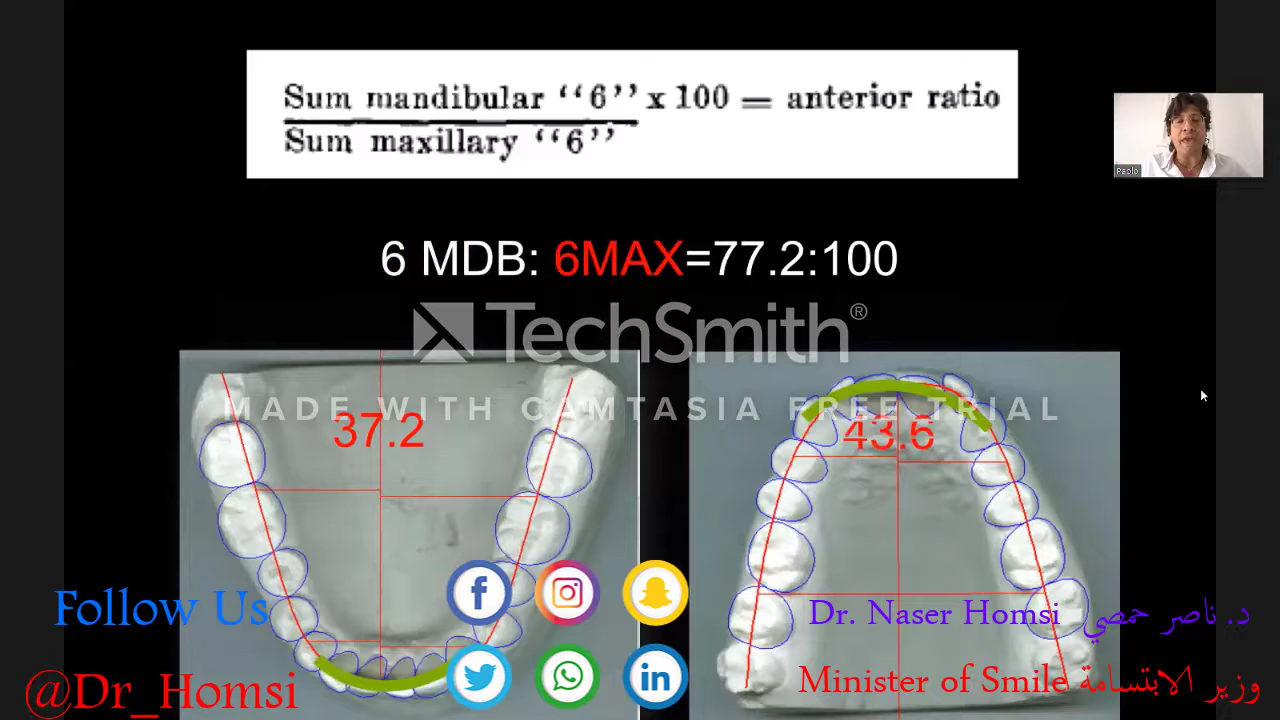 Sum mandibular ‘‘6’’ x 100 = anterior ratio
Sum maxillary ‘‘6’’
Paolo
6 MDB: 6MAX=77.2:100
TechSmith®
MADE WITH CAMTASIA FREE TRIAL
37.2
43.6
Follow Us
Dr. Naser Homsi د. ناصر حمصي
@Dr_Homsi
Minister of Smile وزير الابتسامة